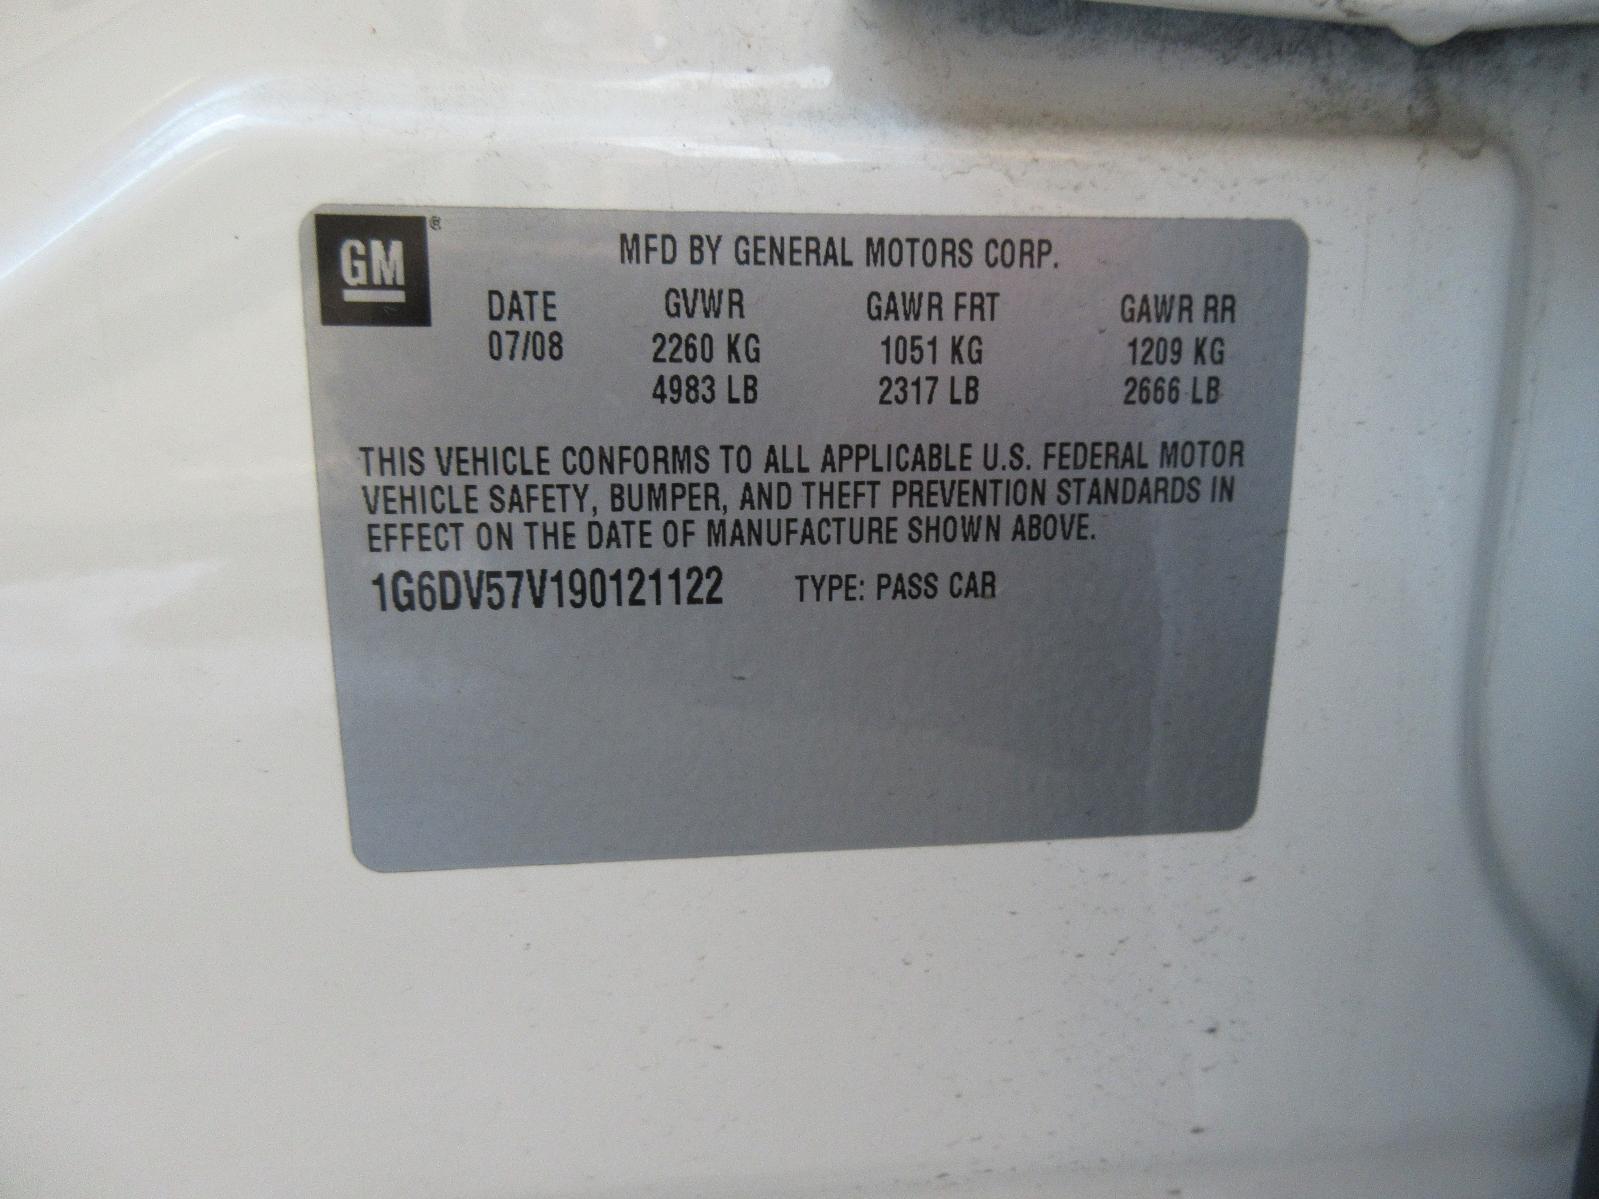 GM ®
MFD BY GENERAL MOTORS CORP.
DATE GVWR GAWR FRT GAWR RR
07/08 2260 KG 1051 KG 1209 KG
4983 LB 2317 LB 2666 LB
THIS VEHICLE CONFORMS TO ALL APPLICABLE U.S. FEDERAL MOTOR
VEHICLE SAFETY, BUMPER, AND THEFT PREVENTION STANDARDS IN
EFFECT ON THE DATE OF MANUFACTURE SHOWN ABOVE.
1G6DV57V190121122 TYPE: PASS CAR